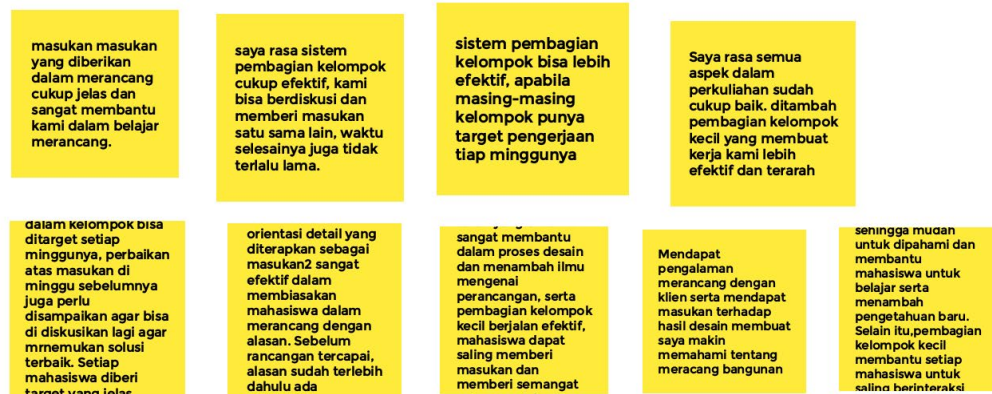 masukan masukan
yang diberikan
dalam merancang
cukup jelas dan
sangat membantu
kami dalam belajar
merancang.
saya rasa sistem
pembagian kelompok
cukup efektif, kami
bisa berdiskusi dan
memberi masukan
satu sama lain, waktu
selesainya juga tidak
terlalu lama.
sistem pembagian
kelompok bisa lebih
efektif, apabila
masing-masing
kelompok punya
target pengerjaan
tiap minggunya
Saya rasa semua
aspek dalam
perkuliahan sudah
cukup baik. ditambah
pembagian kelompok
kecil yang membuat
kerja kami lebih
efektif dan terarah
dalam kelompok bisa
ditarget setiap
minggunya, perbaikan
atas masukan di
minggu sebelumnya
juga perlu
disampaikan agar bisa
di diskusikan lagi agar
mrnemukan solusi
terbaik. Setiap
mahasiswa diberi
target yang jelas
orientasi detail yang
diterapkan sebagai
masukan2 sangat
efektif dalam
membiasakan
mahasiswa dalam
merancang dengan
alasan. Sebelum
rancangan tercapai,
alasan sudah terlebih
dahulu ada
sangat membantu
dalam proses desain
dan menambah ilmu
mengenai
perancangan, serta
pembagian kelompok
kecil berjalan efektif,
mahasiswa dapat
saling memberi
masukan dan
memberi semangat
Mendapat
pengalaman
merancang dengan
klien serta mendapat
masukan terhadap
hasil desain membuat
saya makin
memahami tentang
meracang bangunan
sehingga mudah
untuk dipahami dan
membantu
mahasiswa untuk
belajar serta
menambah
pengetahuan baru.
Selain itu,pembagian
kelompok kecil
membantu setiap
mahasiswa untuk
saling berinteraksi